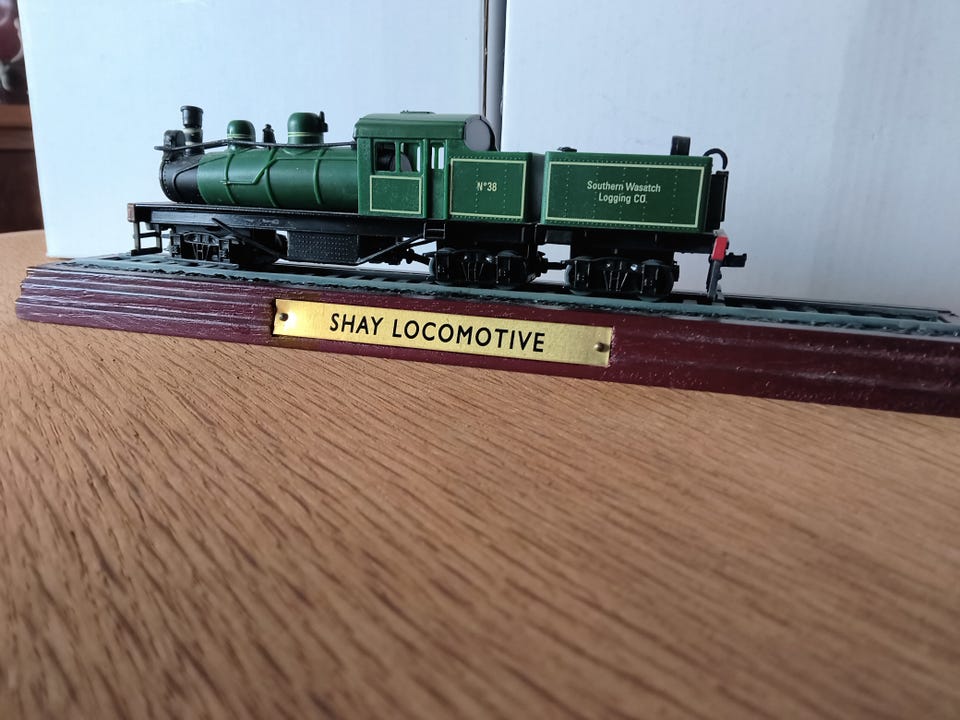 N°38
Southern Wasatch
Logging CO.
SHAY LOCOMOTIVE